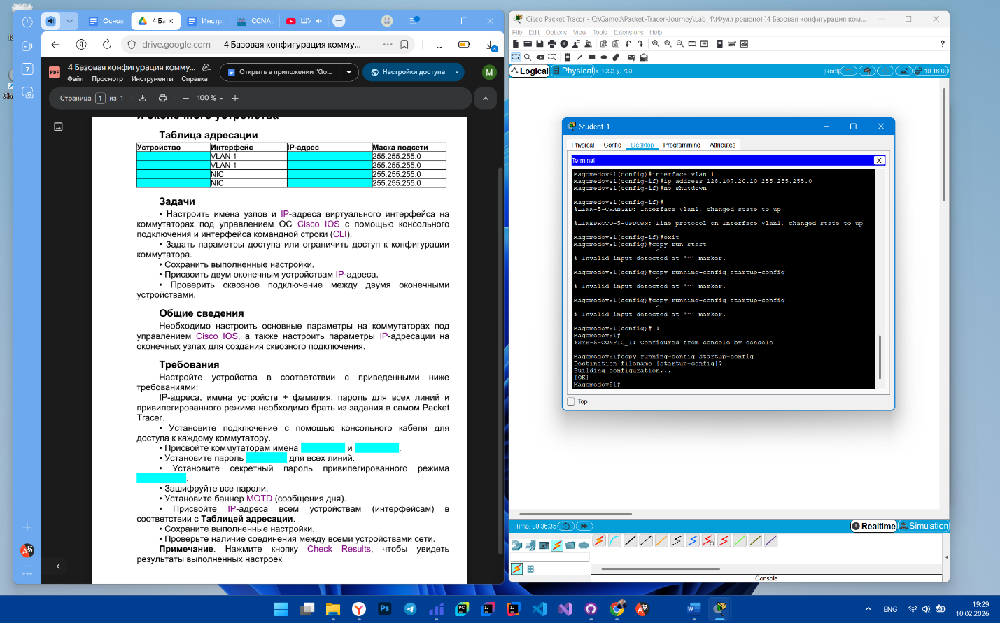 Основ
4 Ба
Инстр
CCNA
ШУ
drive.google.com
4 Базовая конфигурация комму...
PDF
4 Базовая конфигурация комму...
Файл Просмотр Инструменты Справка
Открыть в приложении "Go...
Настройки доступа
M
Страница 1 из 1
100 %
Таблица адресации
Устройство Интерфейс IP-адрес Маска подсети
VLAN 1 255.255.255.0
VLAN 1 255.255.255.0
NIC 255.255.255.0
NIC 255.255.255.0
Задачи
• Настроить имена узлов и IP-адреса виртуального интерфейса на
коммутаторах под управлением ОС Cisco IOS с помощью консольного
подключения и интерфейса командной строки (CLI).
• Задать параметры доступа или ограничить доступ к конфигурации
коммутатора.
• Сохранить выполненные настройки.
• Присвоить двум оконечным устройствам IP-адреса.
• Проверить сквозное подключение между двумя оконечными
устройствами.
Общие сведения
Необходимо настроить основные параметры на коммутаторах под
управлением Cisco IOS, а также настроить параметры IP-адресации на
оконечных узлах для создания сквозного подключения.
Требования
Настройте устройства в соответствии с приведенными ниже
требованиями:
IP-адреса, имена устройств + фамилия, пароль для всех линий и
привилегированного режима необходимо брать из задания в самом Packet
Tracer.
• Установите подключение с помощью консольного кабеля для
доступа к каждому коммутатору.
• Присвойте коммутаторам имена и .
• Установите пароль для всех линий.
• Установите секретный пароль привилегированного режима
.
• Зашифруйте все пароли.
• Установите баннер MOTD (сообщения дня).
• Присвойте IP-адреса всем устройствам (интерфейсам) в
соответствии с Таблицей адресации.
• Сохраните выполненные настройки.
• Проверьте наличие соединения между всеми устройствами сети.
Примечание. Нажмите кнопку Check Results, чтобы увидеть
результаты выполненных настроек.
Cisco Packet Tracer - C:\Games\Packet-Tracer-Journey\Lab_4\(Фулл решено) )4 Базовая конфигурация ком...
File Edit Options View Tools Extensions Help
Logical Physical x: 1082, y: 703
[Root] 10:16:00
Student-1
Physical Config Desktop Programming Attributes
Terminal X
MagomedovS1(config)#interface vlan 1
MagomedovS1(config-if)#ip address 128.107.20.10 255.255.255.0
MagomedovS1(config-if)#no shutdown
MagomedovS1(config-if)#
%LINK-5-CHANGED: Interface Vlan1, changed state to up
%LINEPROTO-5-UPDOWN: Line protocol on Interface Vlan1, changed state to up
MagomedovS1(config-if)#exit
MagomedovS1(config)#copy run start
^
% Invalid input detected at '^' marker.
MagomedovS1(config)#copy running-config startup-config
^
% Invalid input detected at '^' marker.
MagomedovS1(config)#copy running-config startup-config
^
% Invalid input detected at '^' marker.
MagomedovS1(config)#!!
MagomedovS1#
%SYS-5-CONFIG_I: Configured from console by console
MagomedovS1#copy running-config startup-config
Destination filename [startup-config]?
Building configuration...
[OK]
MagomedovS1#
Top
Time: 00:36:35
Realtime Simulation
Console
ENG
19:29
10.02.2026